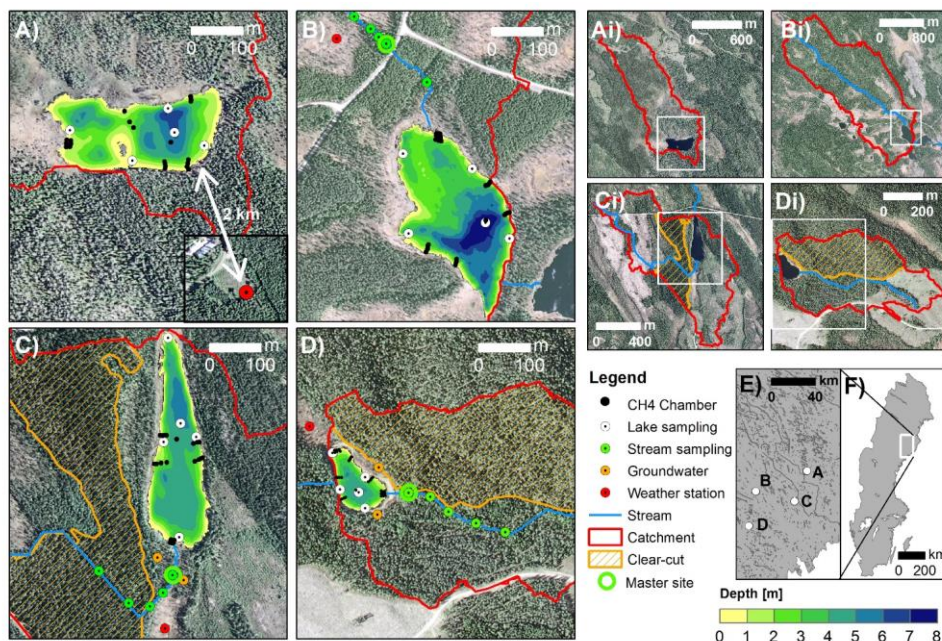 A)
m
0 100
2 km
B)
m
0 100
Ai)
m
0 600
Bi)
m
0 800
Ci)
m
0 400
Di)
m
0 200
C)
m
0 100
D)
m
0 100
Legend
CH4 Chamber
Lake sampling
Stream sampling
Groundwater
Weather station
Stream
Catchment
Clear-cut
Master site
E)
km
0 40
A
B
C
D
F)
km
0 200
Depth [m]
0 1 2 3 4 5 6 7 8